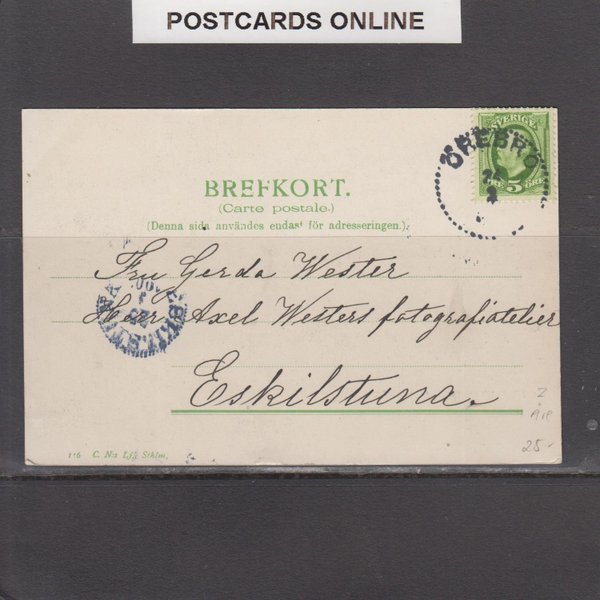 POSTCARDS ONLINE
SVERIGE
ÖREBRO
5 ÖRE
BREFKORT.
(Carte postale.)
(Denna sida användes endast för adresseringen.)
Fru Gerda Wester
Herr Axel Westers fotografiatelier
Eskilstuna.
25.-
116 C. N:s Lj:s Sthlm.